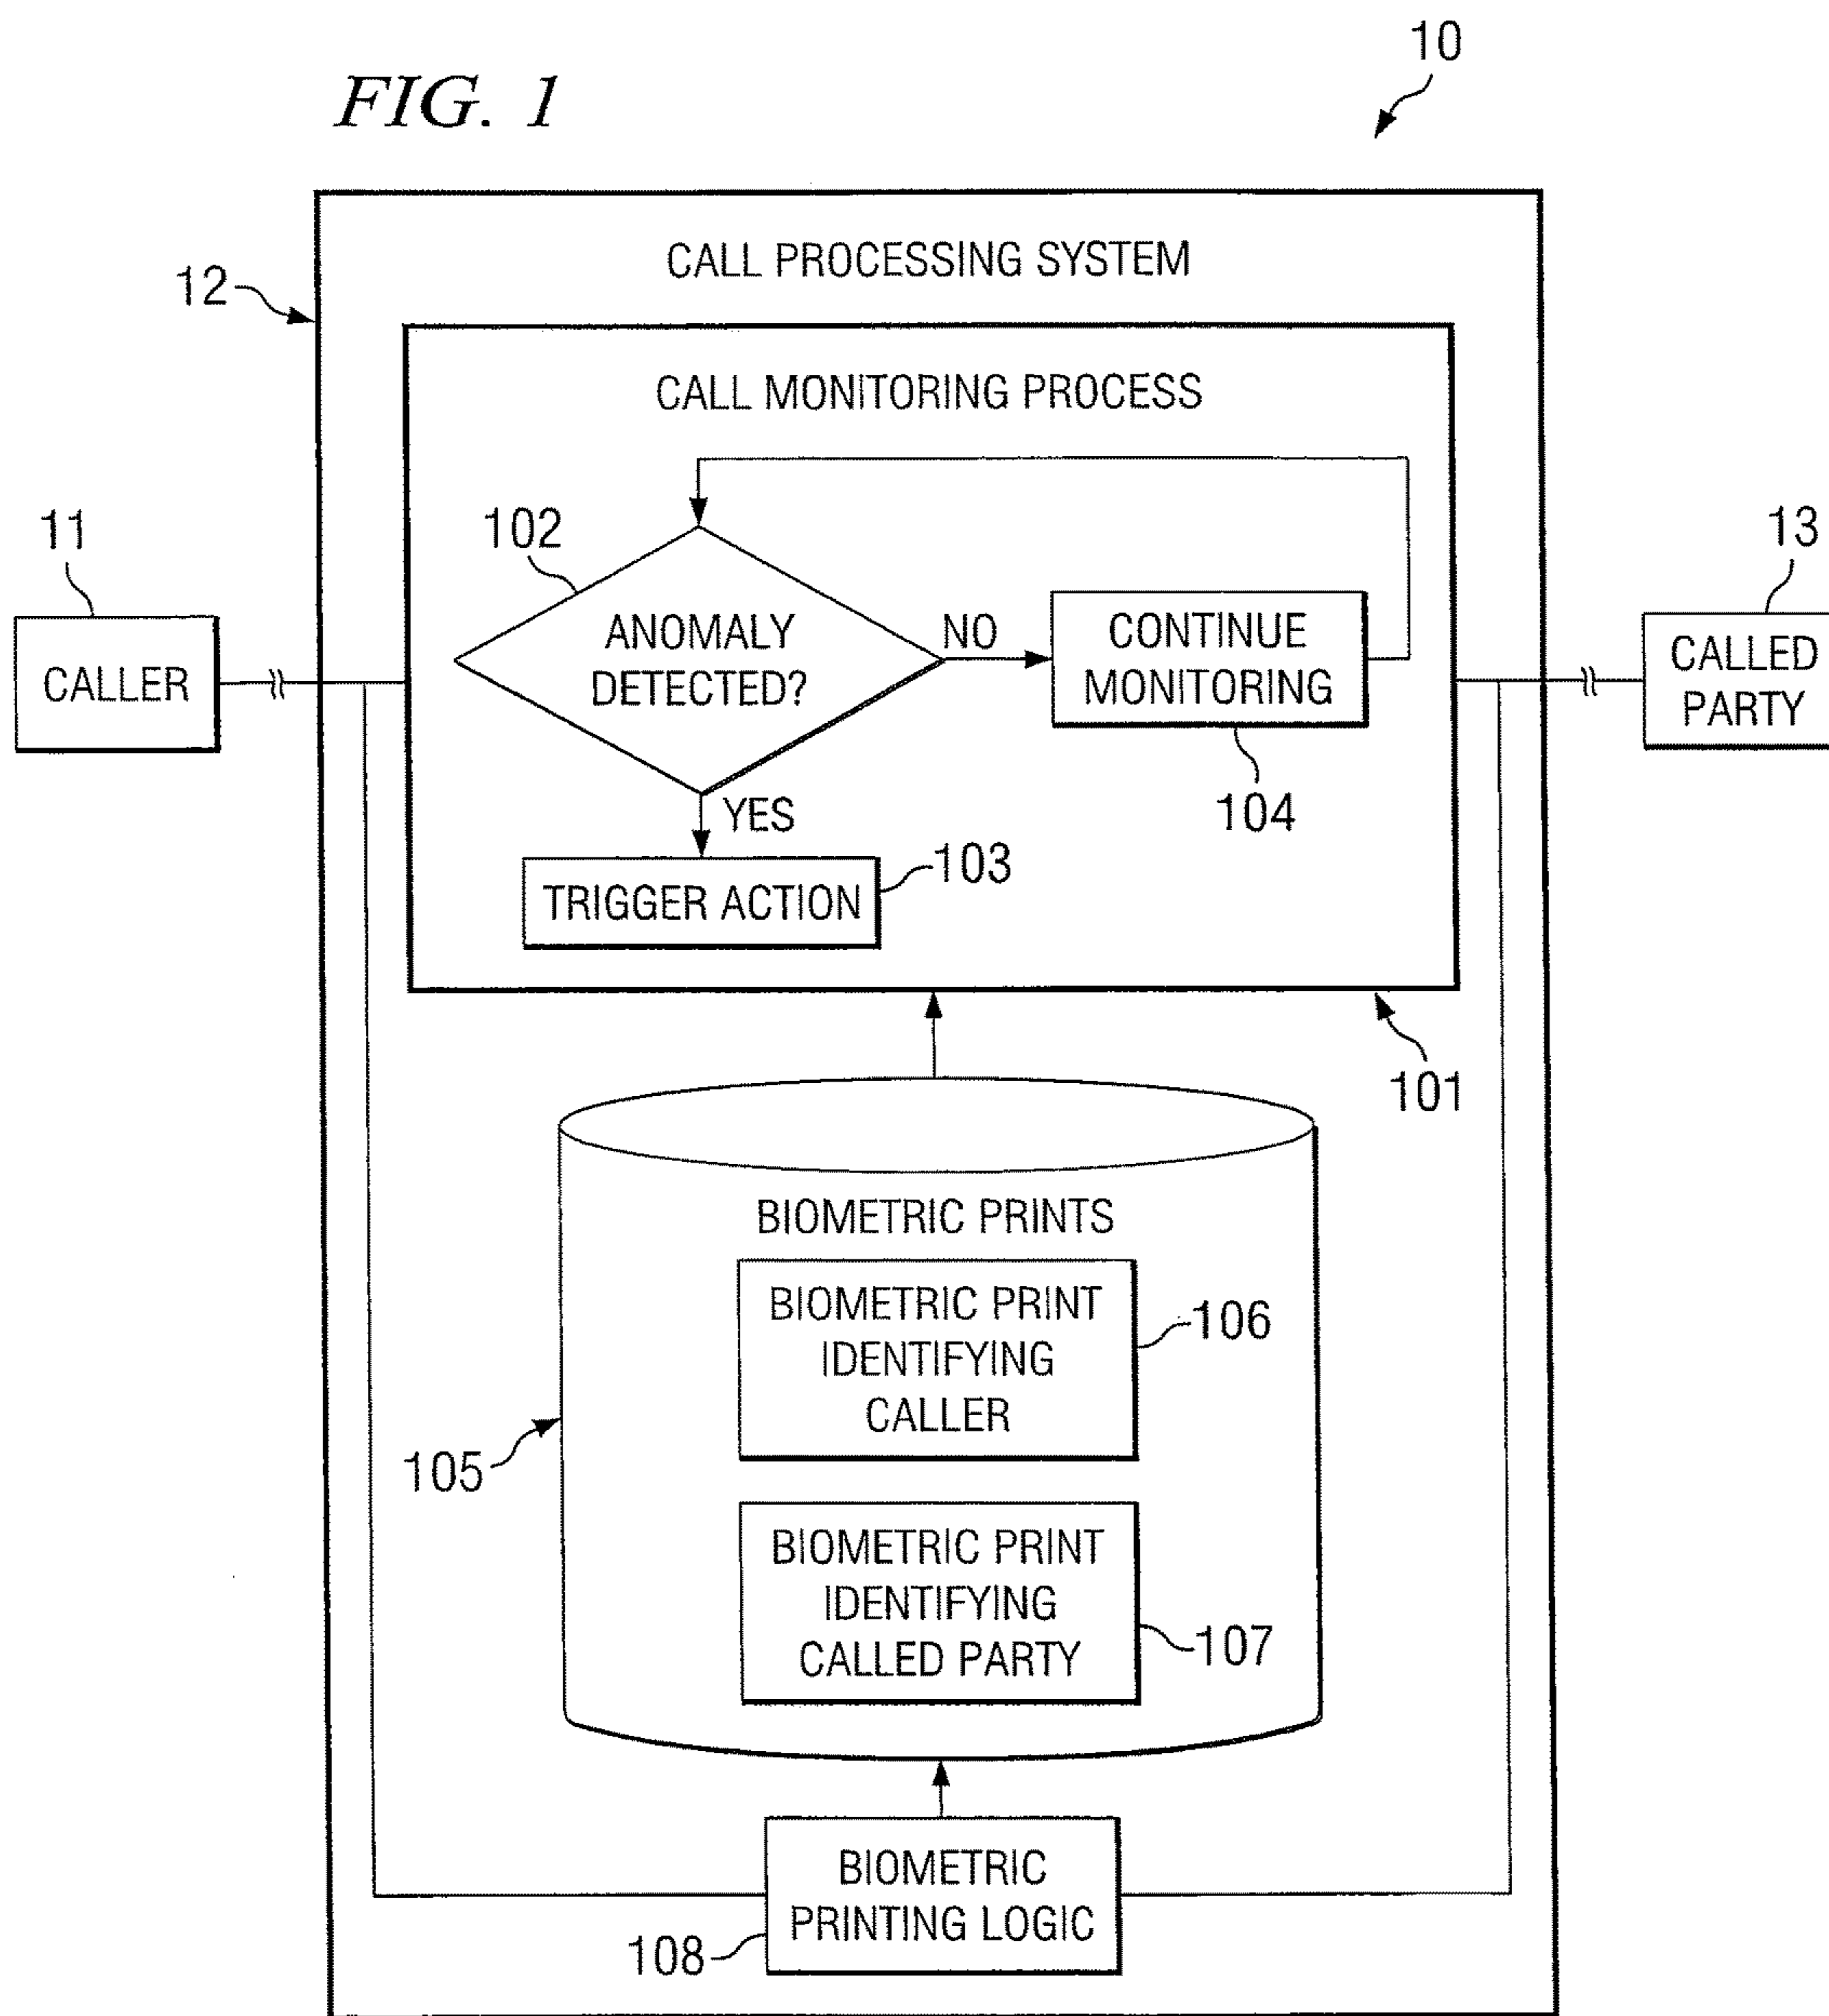 FIG. 1
10
CALL PROCESSING SYSTEM
12
CALL MONITORING PROCESS
11
CALLER
102
ANOMALY
DETECTED?
NO
CONTINUE
MONITORING
104
13
CALLED
PARTY
YES
TRIGGER ACTION
103
101
BIOMETRIC PRINTS
BIOMETRIC PRINT
IDENTIFYING
CALLER
106
105
BIOMETRIC PRINT
IDENTIFYING
CALLED PARTY
107
BIOMETRIC
PRINTING LOGIC
108